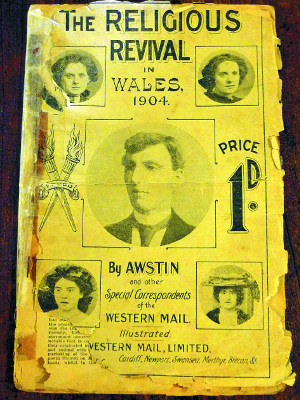 THE RELIGIOUS
REVIVAL
IN
WALES.
1904.
PRICE
1D.
By AWSTIN
and other
Special Correspondents
of the
WESTERN MAIL.
Illustrated.
WESTERN MAIL, LIMITED.
Cardiff, Newport, Swansea, Merthyr, Brecon, &c.